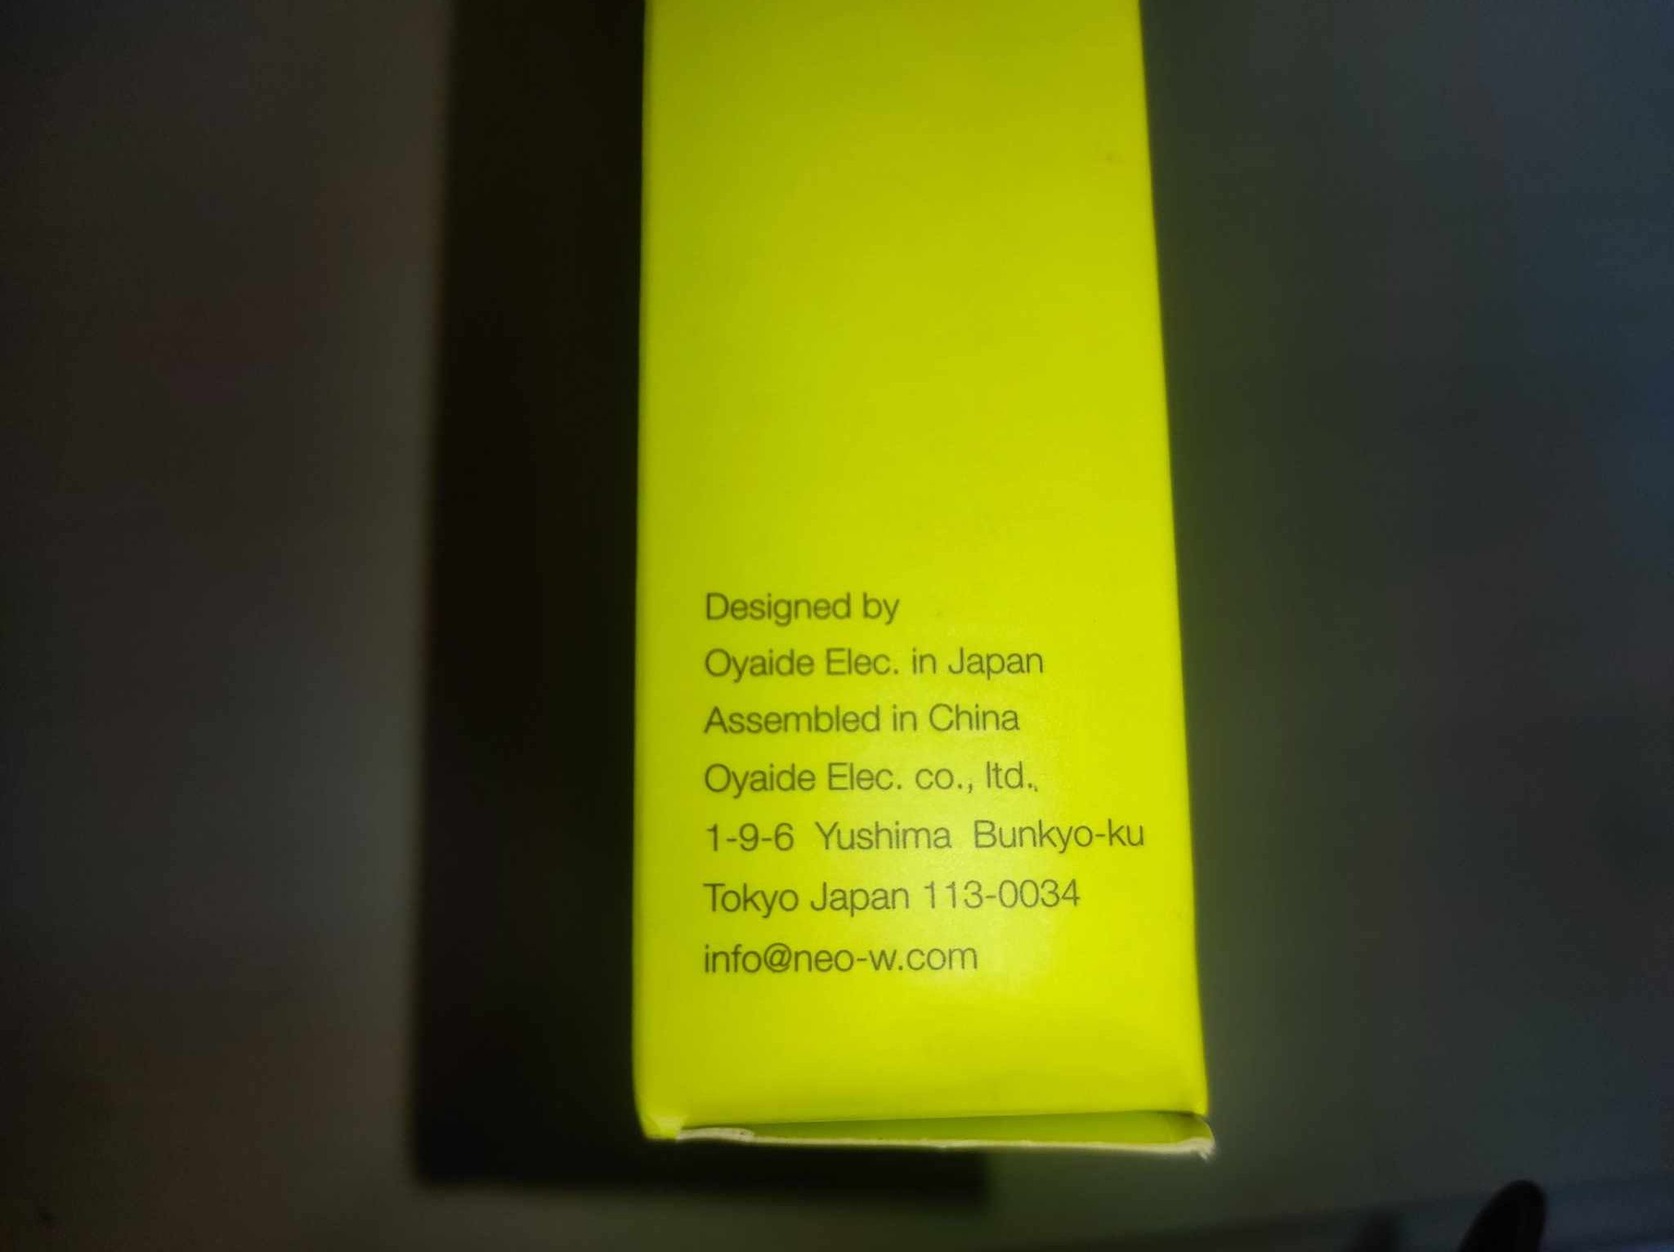 Designed by
Oyaide Elec. in Japan
Assembled in China
Oyaide Elec. co., ltd.,
1-9-6 Yushima Bunkyo-ku
Tokyo Japan 113-0034
info@neo-w.com